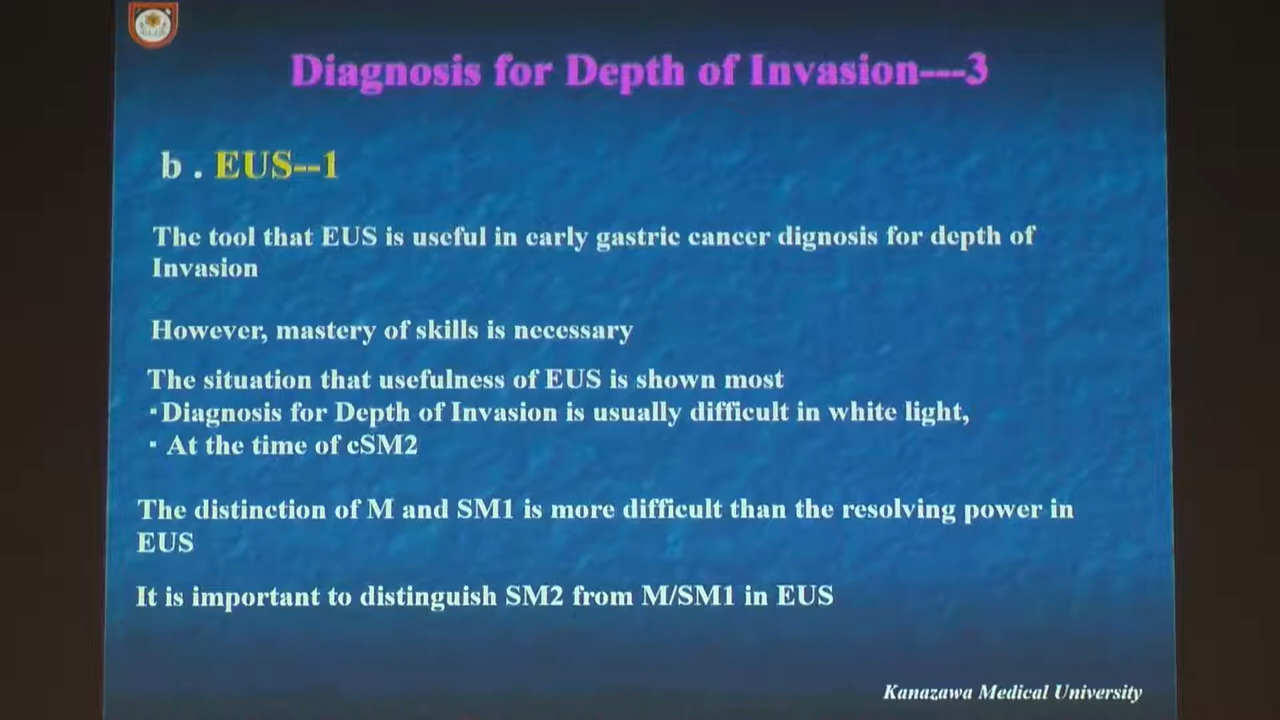 Diagnosis for Depth of Invasion---3
b . EUS--1
The tool that EUS is useful in early gastric cancer dignosis for depth of
Invasion
However, mastery of skills is necessary
The situation that usefulness of EUS is shown most
▪Diagnosis for Depth of Invasion is usually difficult in white light,
▪ At the time of cSM2
The distinction of M and SM1 is more difficult than the resolving power in
EUS
It is important to distinguish SM2 from M/SM1 in EUS
Kanazawa Medical University